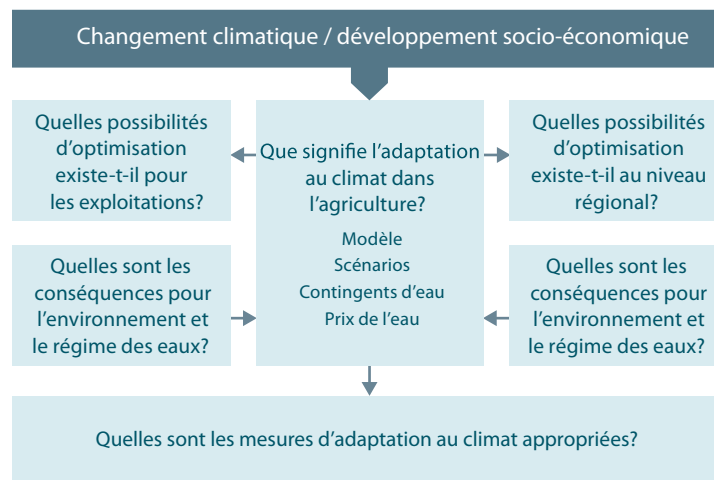 Changement climatique / développement socio-économique
Quelles possibilités
d'optimisation
existe-t-il pour
les exploitations?
Que signifie l'adaptation
au climat dans
l'agriculture?
Modèle
Scénarios
Contingents d'eau
Prix de l'eau
Quelles possibilités
d'optimisation
existe-t-il au niveau
régional?
Quelles sont les
conséquences pour
l'environnement et
le régime des eaux?
Quelles sont les
conséquences pour
l'environnement et
le régime des eaux?
Quelles sont les mesures d'adaptation au climat appropriées?